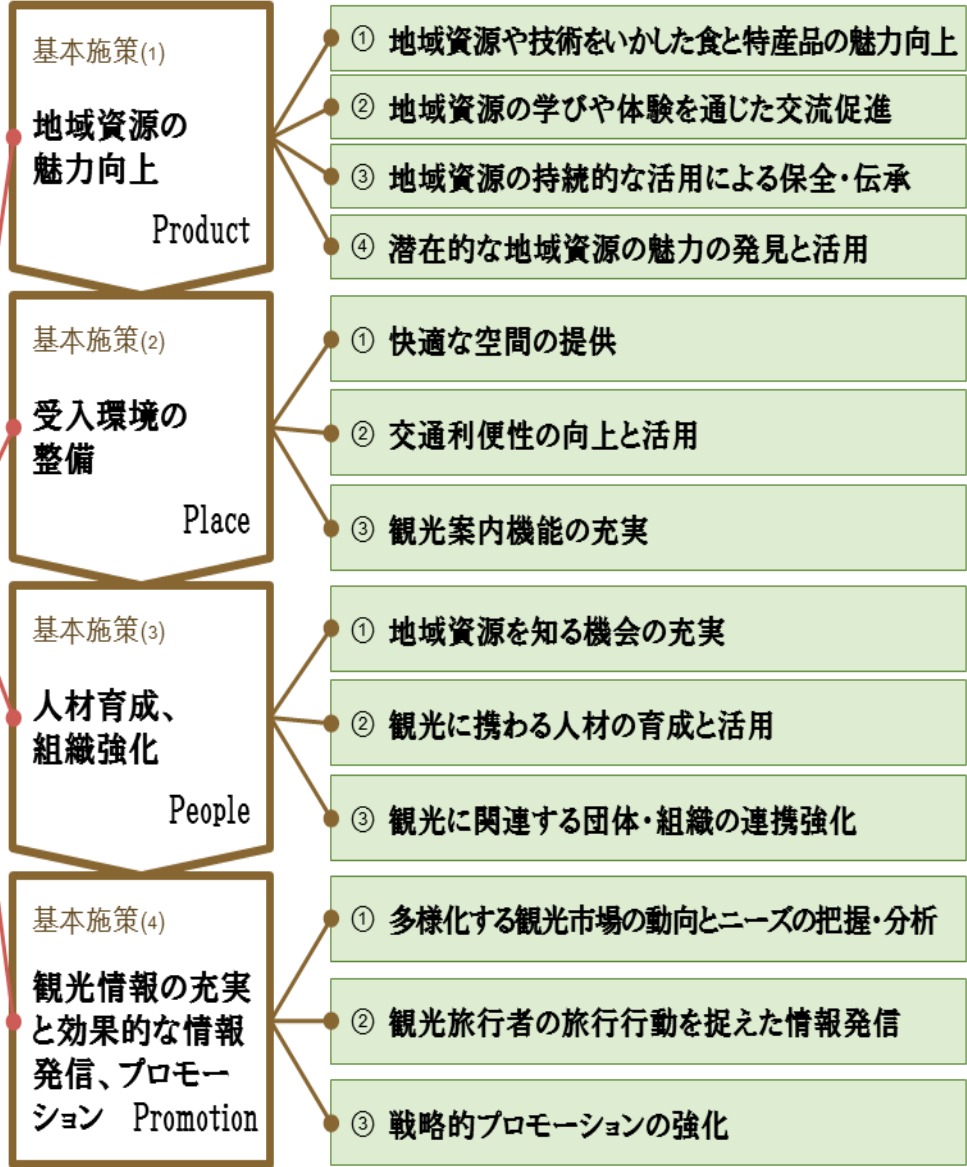 基本施策(1)
地域資源の
魅力向上
Product
① 地域資源や技術をいかした食と特産品の魅力向上
② 地域資源の学びや体験を通じた交流促進
③ 地域資源の持続的な活用による保全・伝承
④ 潜在的な地域資源の魅力の発見と活用
基本施策(2)
受入環境の
整備
Place
① 快適な空間の提供
② 交通利便性の向上と活用
③ 観光案内機能の充実
基本施策(3)
人材育成、
組織強化
People
① 地域資源を知る機会の充実
② 観光に携わる人材の育成と活用
③ 観光に関連する団体・組織の連携強化
基本施策(4)
観光情報の充実
と効果的な情報
発信、プロモー
ション Promotion
① 多様化する観光市場の動向とニーズの把握・分析
② 観光旅行者の旅行行動を捉えた情報発信
③ 戦略的プロモーションの強化